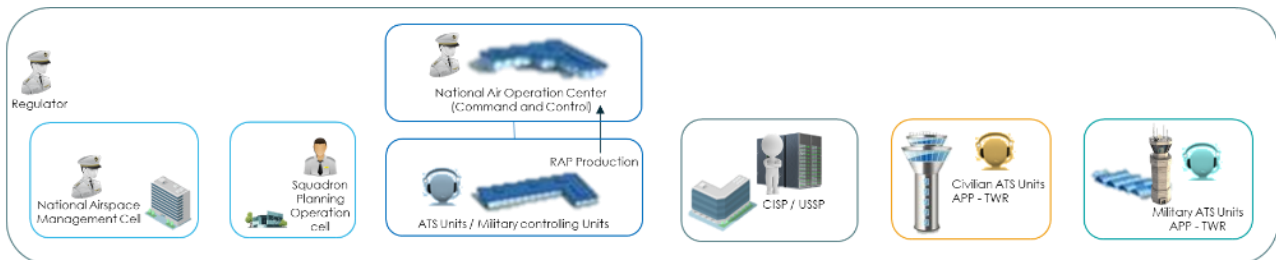 Regulator
National Airspace
Management Cell
Squadron
Planning
Operation
cell
National Air Operation Center
(Command and Control)
RAP Production
ATS Units / Military controlling Units
CISP / USSP
Civilian ATS Units
APP - TWR
Military ATS Units
APP - TWR